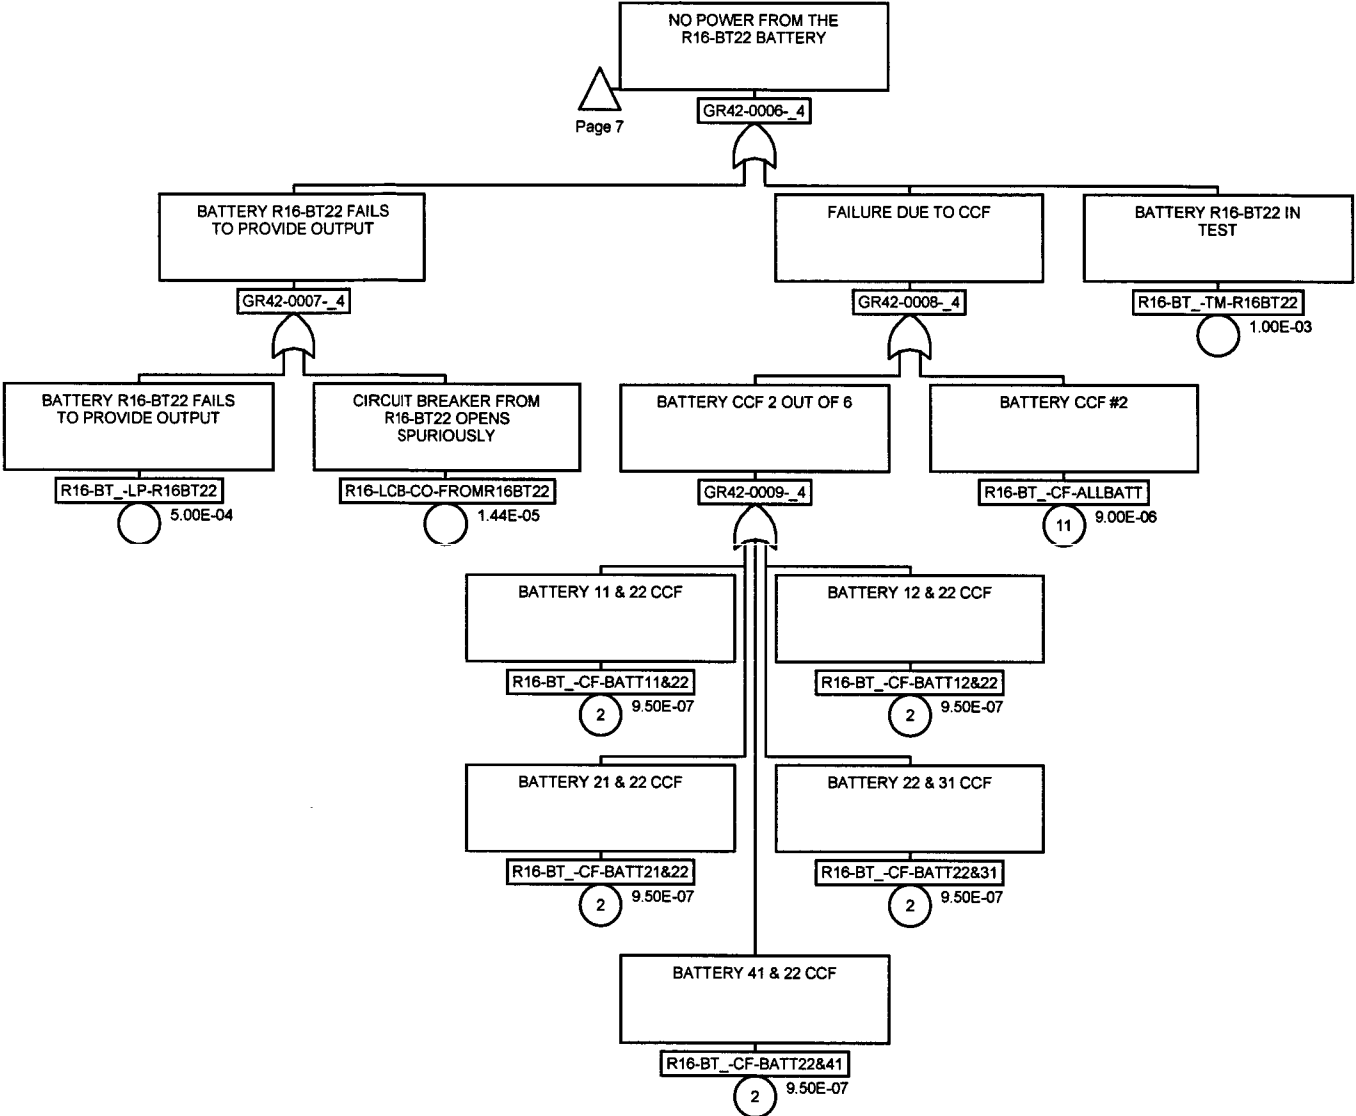 NO POWER FROM THE
R16-BT22 BATTERY
Page 7
GR42-0006-_4
BATTERY R16-BT22 FAILS
TO PROVIDE OUTPUT
GR42-0007-_4
FAILURE DUE TO CCF
GR42-0008-_4
BATTERY R16-BT22 IN
TEST
R16-BT_-TM-R16BT22
1.00E-03
BATTERY R16-BT22 FAILS
TO PROVIDE OUTPUT
R16-BT_-LP-R16BT22
5.00E-04
CIRCUIT BREAKER FROM
R16-BT22 OPENS
SPURIOUSLY
R16-LCB-CO-FROMR16BT22
1.44E-05
BATTERY CCF 2 OUT OF 6
GR42-0009-_4
BATTERY CCF #2
R16-BT_-CF-ALLBATT
11
9.00E-06
BATTERY 11 & 22 CCF
R16-BT_-CF-BATT11&22
2
9.50E-07
BATTERY 12 & 22 CCF
R16-BT_-CF-BATT12&22
2
9.50E-07
BATTERY 21 & 22 CCF
R16-BT_-CF-BATT21&22
2
9.50E-07
BATTERY 22 & 31 CCF
R16-BT_-CF-BATT22&31
2
9.50E-07
BATTERY 41 & 22 CCF
R16-BT_-CF-BATT22&41
2
9.50E-07